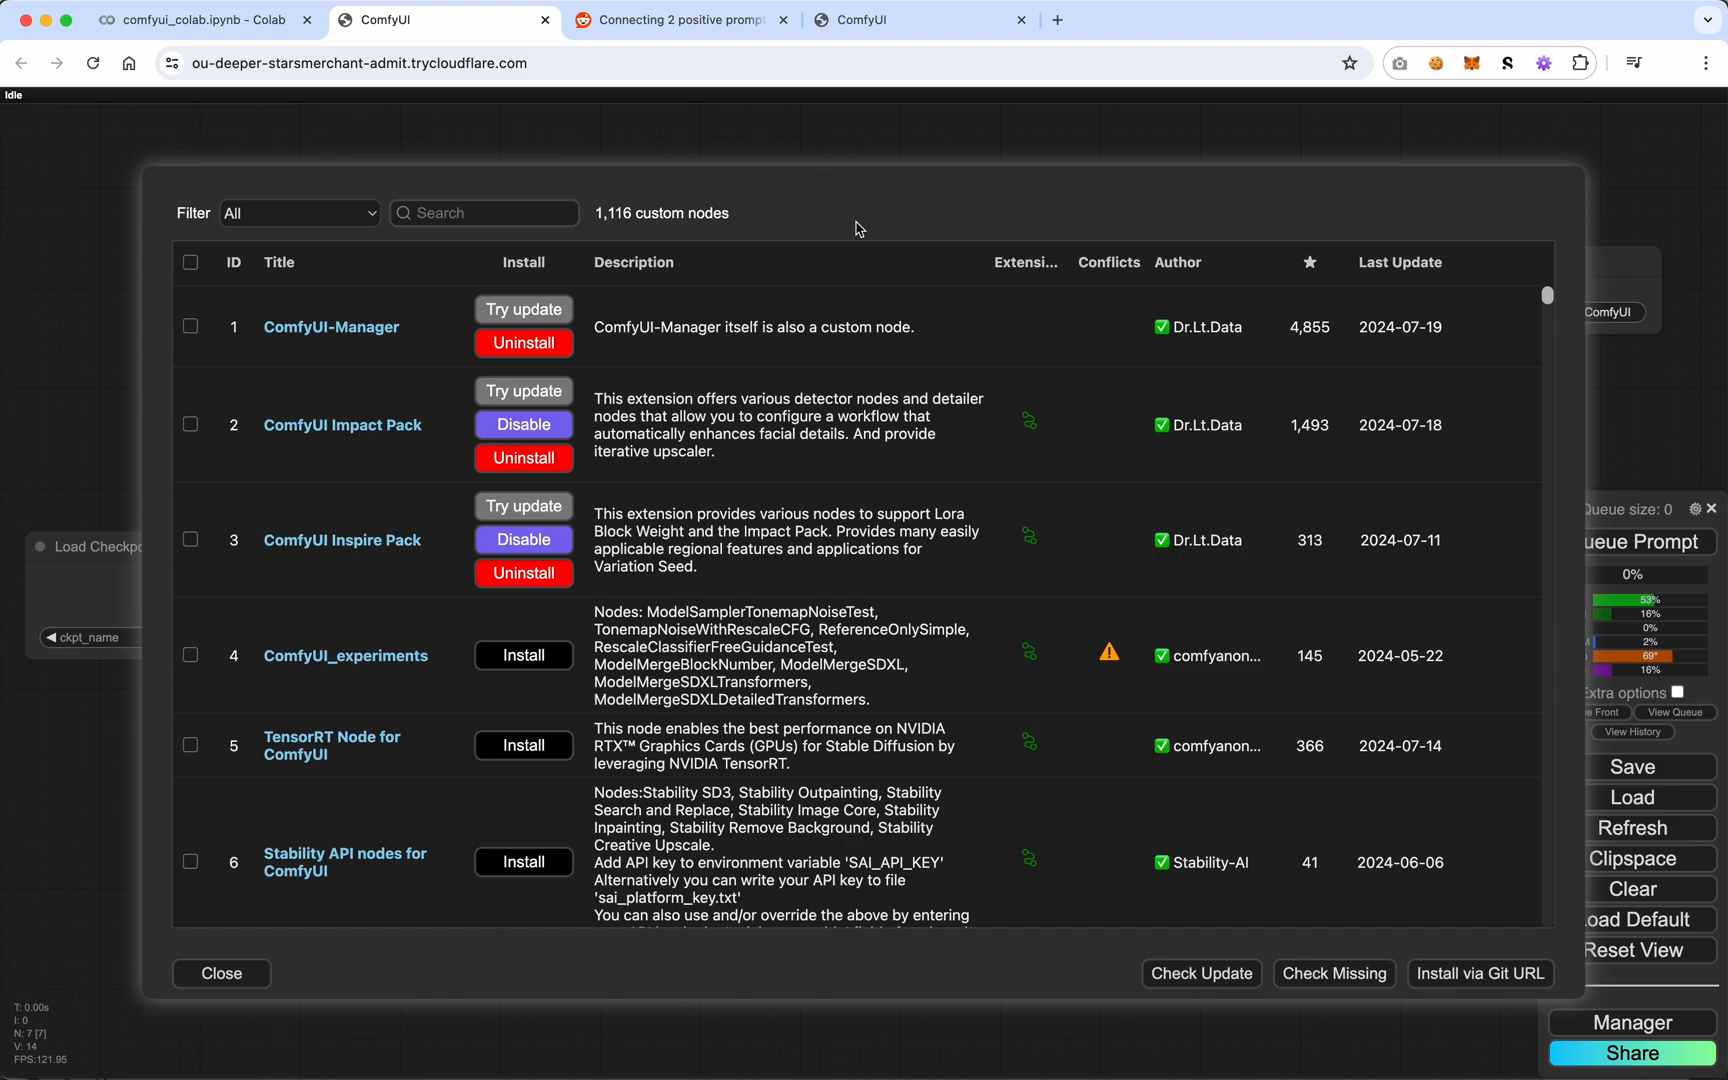 comfyui_colab.ipynb - Colab
ComfyUI
Connecting 2 positive prompt
ComfyUI
ou-deeper-starsmerchant-admit.trycloudflare.com
Idle
Filter All Search 1,116 custom nodes
ID Title Install Description Extensi... Conflicts Author ★ Last Update
1 ComfyUI-Manager
Try update
Uninstall
ComfyUI-Manager itself is also a custom node.
Dr.Lt.Data 4,855 2024-07-19
2 ComfyUI Impact Pack
Try update
Disable
Uninstall
This extension offers various detector nodes and detailer
nodes that allow you to configure a workflow that
automatically enhances facial details. And provide
iterative upscaler.
Dr.Lt.Data 1,493 2024-07-18
3 ComfyUI Inspire Pack
Try update
Disable
Uninstall
This extension provides various nodes to support Lora
Block Weight and the Impact Pack. Provides many easily
applicable regional features and applications for
Variation Seed.
Dr.Lt.Data 313 2024-07-11
4 ComfyUI_experiments
Install
Nodes: ModelSamplerTonemapNoiseTest,
TonemapNoiseWithRescaleCFG, ReferenceOnlySimple,
RescaleClassifierFreeGuidanceTest,
ModelMergeBlockNumber, ModelMergeSDXL,
ModelMergeSDXLTransformers,
ModelMergeSDXLDetailedTransformers.
comfyanon... 145 2024-05-22
5 TensorRT Node for
ComfyUI
Install
This node enables the best performance on NVIDIA
RTX™ Graphics Cards (GPUs) for Stable Diffusion by
leveraging NVIDIA TensorRT.
comfyanon... 366 2024-07-14
6 Stability API nodes for
ComfyUI
Install
Nodes:Stability SD3, Stability Outpainting, Stability
Search and Replace, Stability Image Core, Stability
Inpainting, Stability Remove Background, Stability
Creative Upscale.
Add API key to environment variable 'SAI_API_KEY'
Alternatively you can write your API key to file
'sai_platform_key.txt'
You can also use and/or override the above by entering
Stability-AI 41 2024-06-06
Close Check Update Check Missing Install via Git URL
Load Checkpo
ckpt_name
ComfyUI
Queue size: 0
ueue Prompt
0%
53%
16%
0%
2%
69°
16%
Extra options
e Front View Queue
View History
Save
Load
Refresh
Clipspace
Clear
oad Default
Reset View
Manager
Share
T: 0.00s
I: 0
N: 7 [7]
V: 14
FPS:121.95